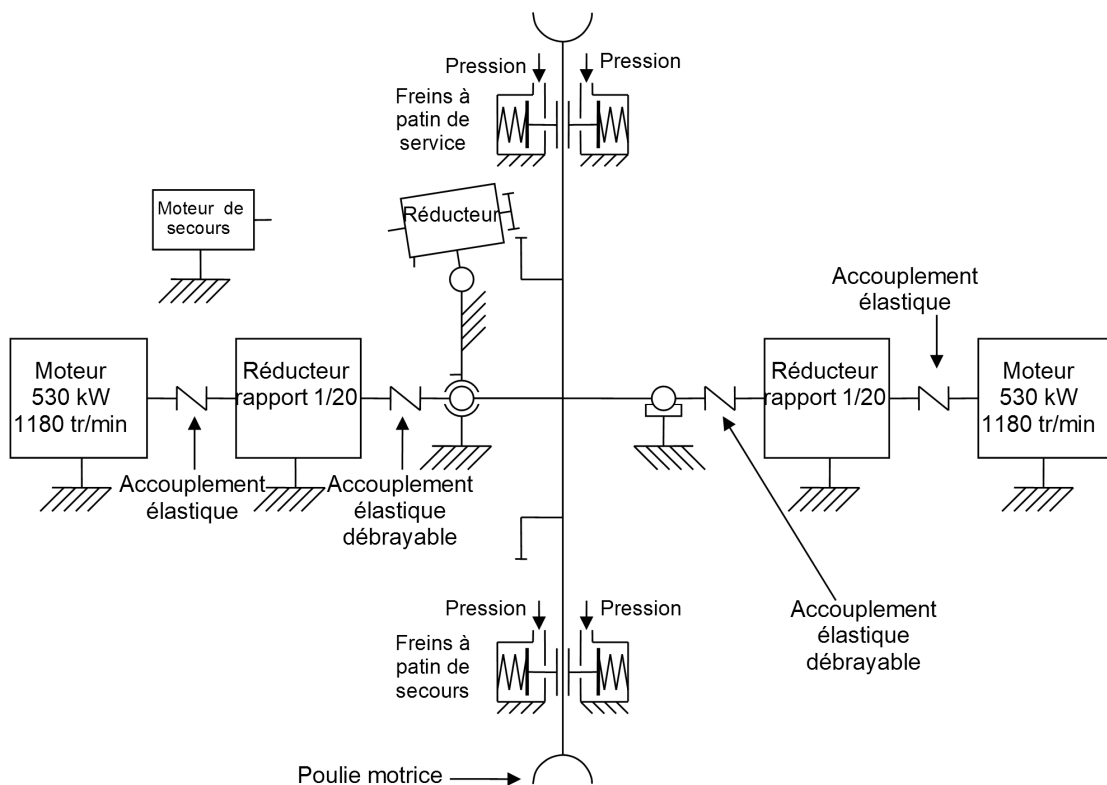 Pression
Pression
Freins à
patin de
service
Moteur de
secours
Réducteur
Accouplement
élastique
Moteur
530 kW
1180 tr/min
Réducteur
rapport 1/20
Réducteur
rapport 1/20
Moteur
530 kW
1180 tr/min
Accouplement
élastique
Accouplement
élastique
débrayable
Pression
Pression
Freins à
patin de
secours
Accouplement
élastique
débrayable
Poulie motrice